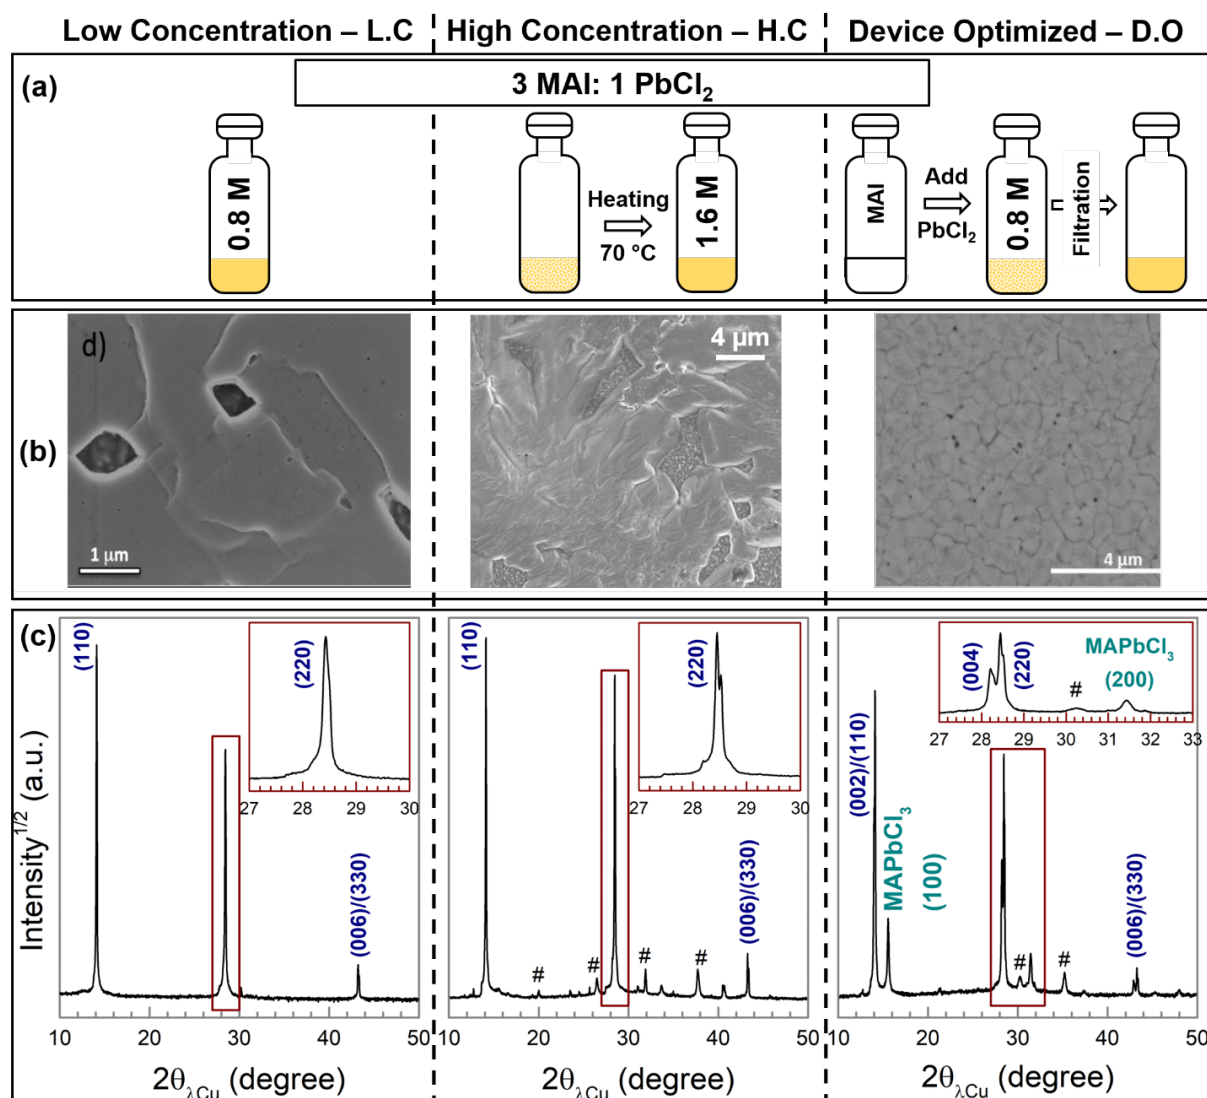 Low Concentration – L.C
High Concentration – H.C
Device Optimized – D.O
(a)
3 MAI: 1 PbCl₂
0.8 M
Heating
70 °C
1.6 M
MAI
Add
PbCl₂
0.8 M
Filtration
(b)
d)
1 µm
4 µm
4 µm
(c)
Intensity^1/2 (a.u.)
(110)
(220)
27 28 29 30
(006)/(330)
10 20 30 40 50
2θλCu (degree)
(110)
(220)
27 28 29 30
# # # #
(006)/(330)
10 20 30 40 50
2θλCu (degree)
(002)/(110)
MAPbCl₃
(100)
(004)
(220)
#
MAPbCl₃
(200)
27 28 29 30 31 32 33
# #
(006)/(330)
10 20 30 40 50
2θλCu (degree)